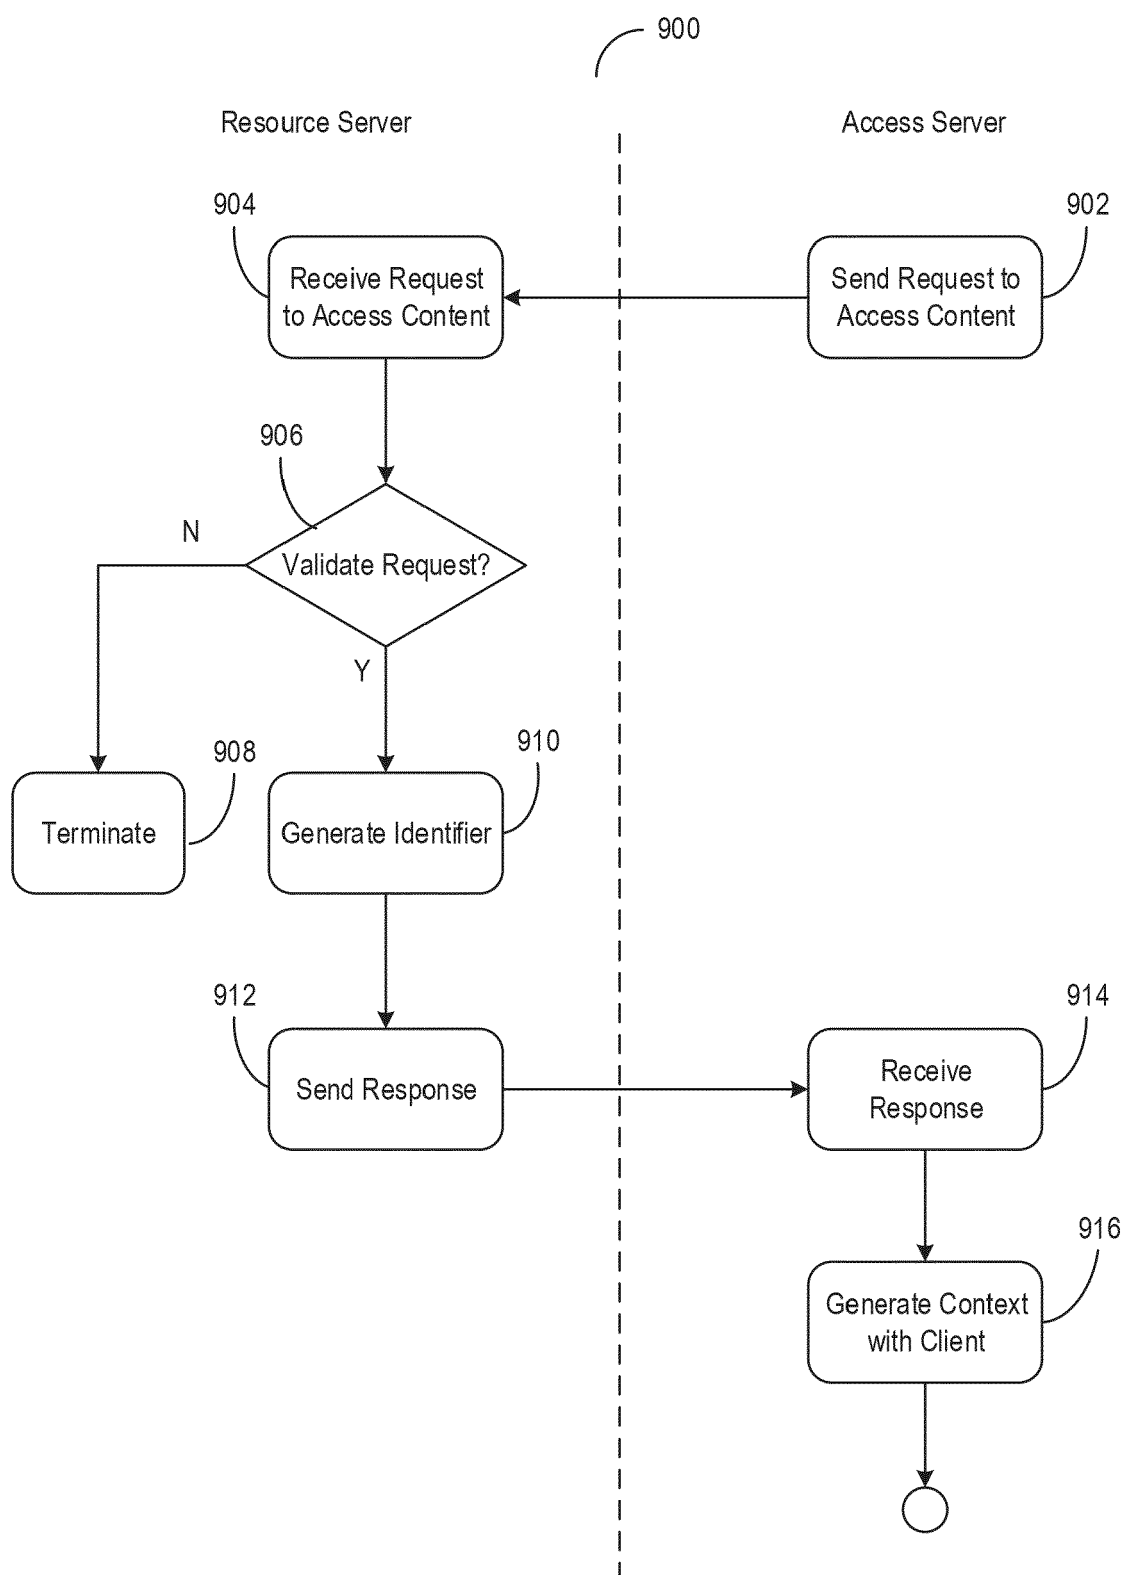 900
Resource Server
Access Server
904
902
Receive Request
to Access Content
Send Request to
Access Content
906
N
Validate Request?
Y
908
910
Terminate
Generate Identifier
912
914
Send Response
Receive
Response
916
Generate Context
with Client